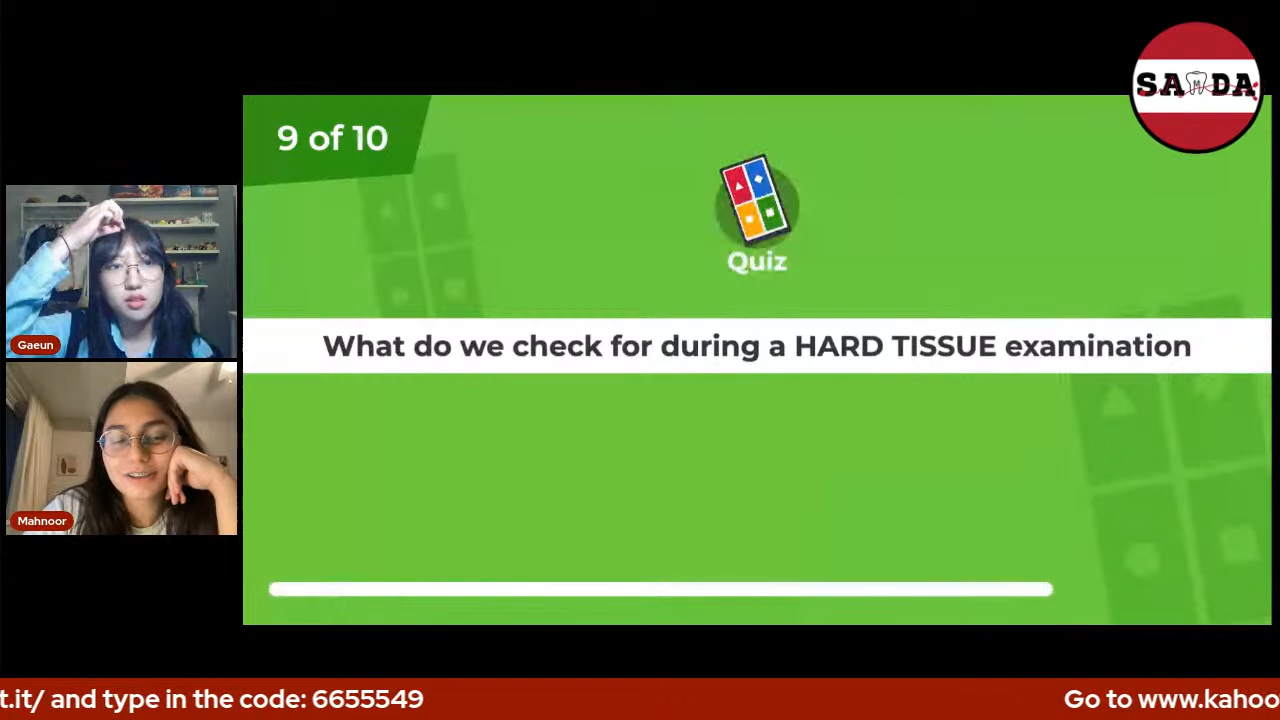 SAMDA
9 of 10
Quiz
What do we check for during a HARD TISSUE examination
Gaeun
Mahnoor
t.it/ and type in the code: 6655549
Go to www.kahoo